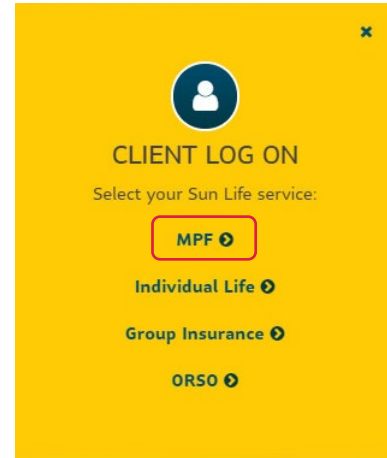 CLIENT LOG ON
Select your Sun Life service:
MPF
Individual Life
Group Insurance
ORSO